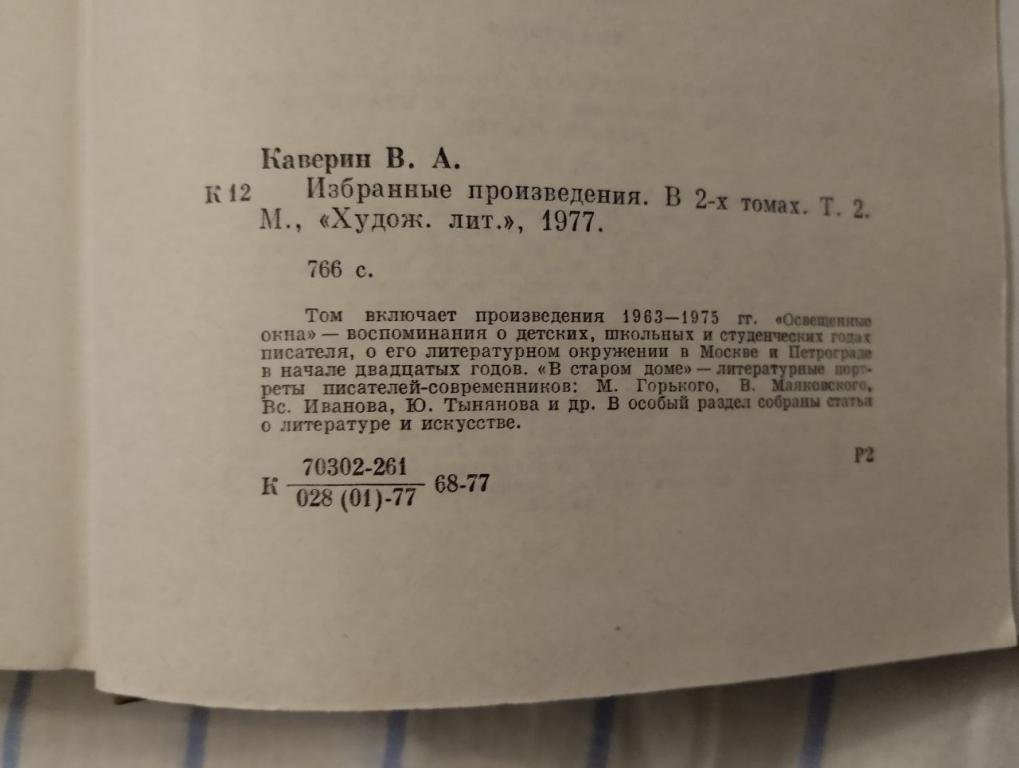 Каверин В. А.
К 12 Избранные произведения. В 2-х томах. Т. 2.
М., «Худож. лит.», 1977.
766 с.
Том включает произведения 1963—1975 гг. «Освещенные
окна» — воспоминания о детских, школьных и студенческих годах
писателя, о его литературном окружении в Москве и Петрограде
в начале двадцатых годов. «В старом доме» — литературные порт-
реты писателей-современников: М. Горького, В. Маяковского,
Вс. Иванова, Ю. Тынянова и др. В особый раздел собраны статьи
о литературе и искусстве.
Р2
70302-261
К 68-77
028 (01)-77